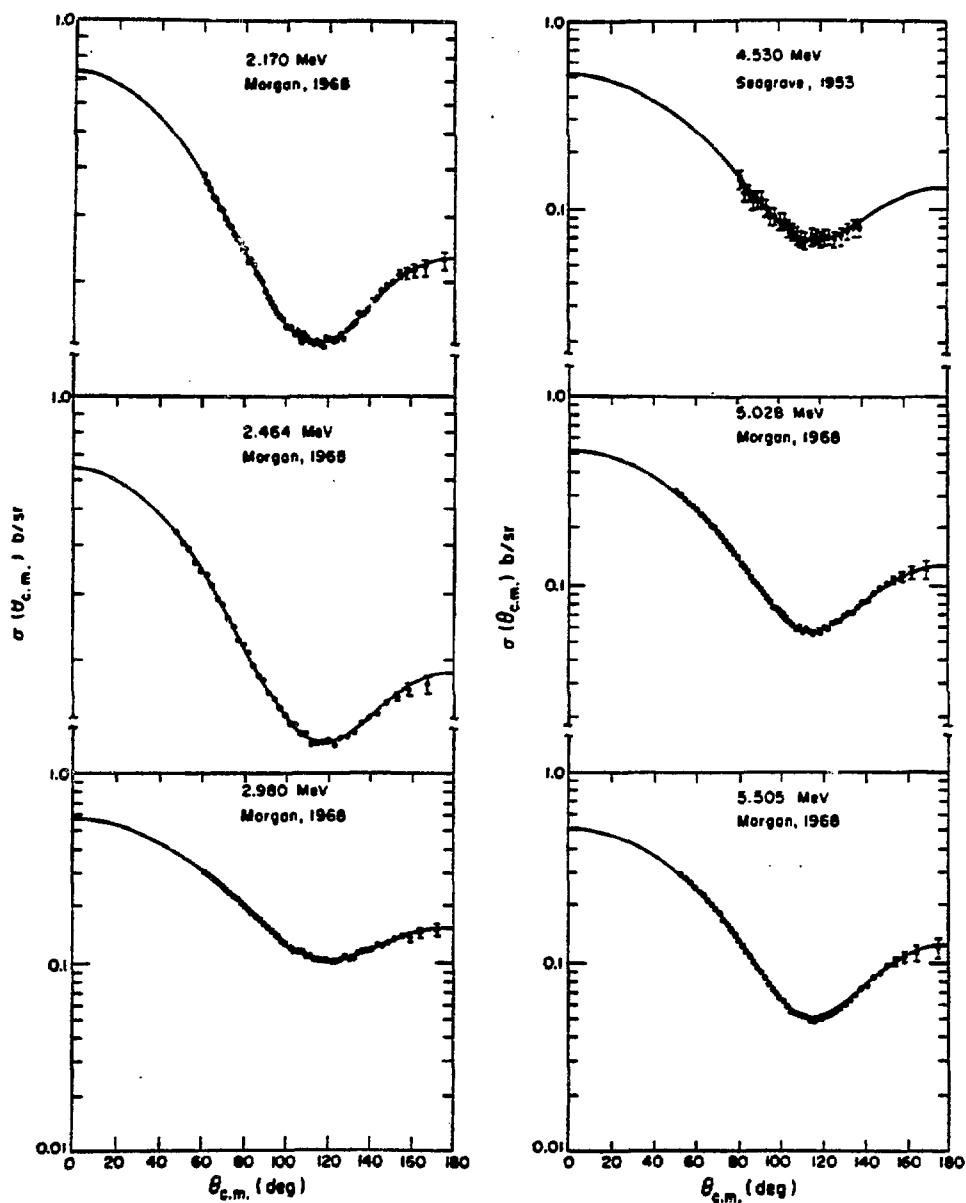 1.0
2.170 MeV
Morgan, 1968
1.0
2.464 MeV
Morgan, 1968
σ (θc.m.) b/sr
1.0
2.980 MeV
Morgan, 1968
0.1
0.01
0 20 40 60 80 100 120 140 160 180
θc.m. (deg)
1.0
4.530 MeV
Seagrave, 1953
0.1
1.0
5.028 MeV
Morgan, 1968
σ (θc.m.) b/sr
0.1
1.0
5.505 MeV
Morgan, 1968
0.1
0.01
0 20 40 60 80 100 120 140 160 180
θc.m. (deg)